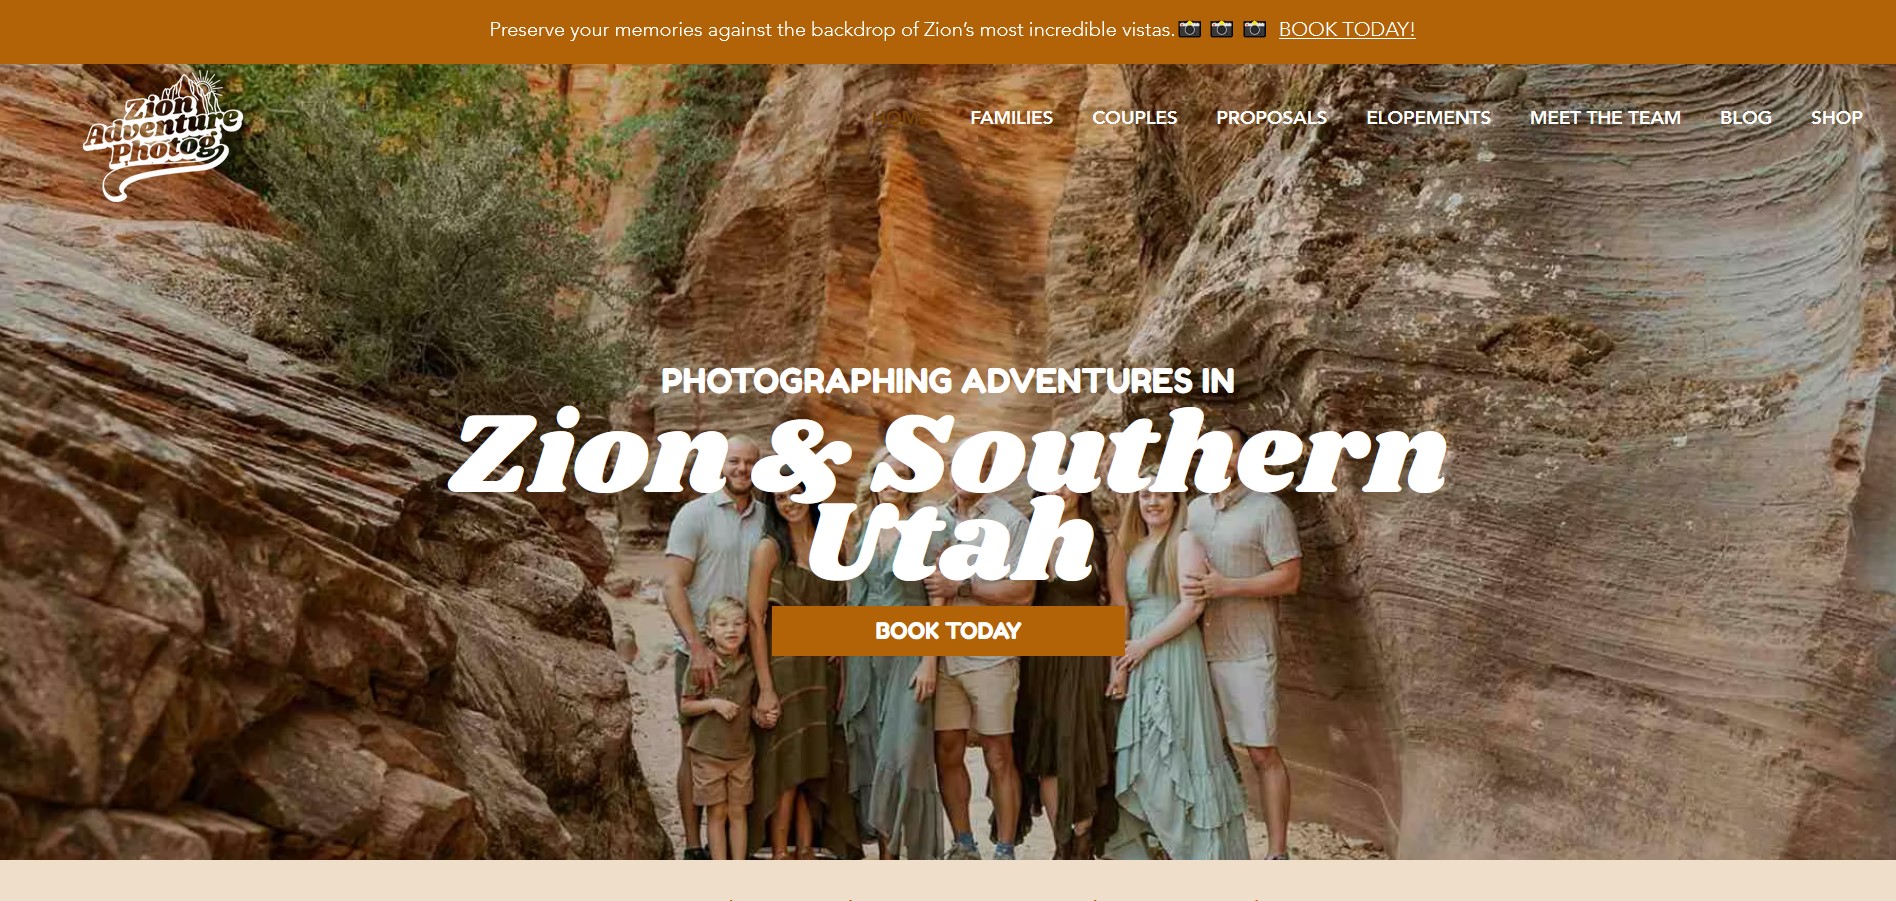 Preserve your memories against the backdrop of Zion's most incredible vistas. BOOK TODAY!
Zion
Adventure
Photog
HOME FAMILIES COUPLES PROPOSALS ELOPEMENTS MEET THE TEAM BLOG SHOP
PHOTOGRAPHING ADVENTURES IN
Zion & Southern
Utah
BOOK TODAY